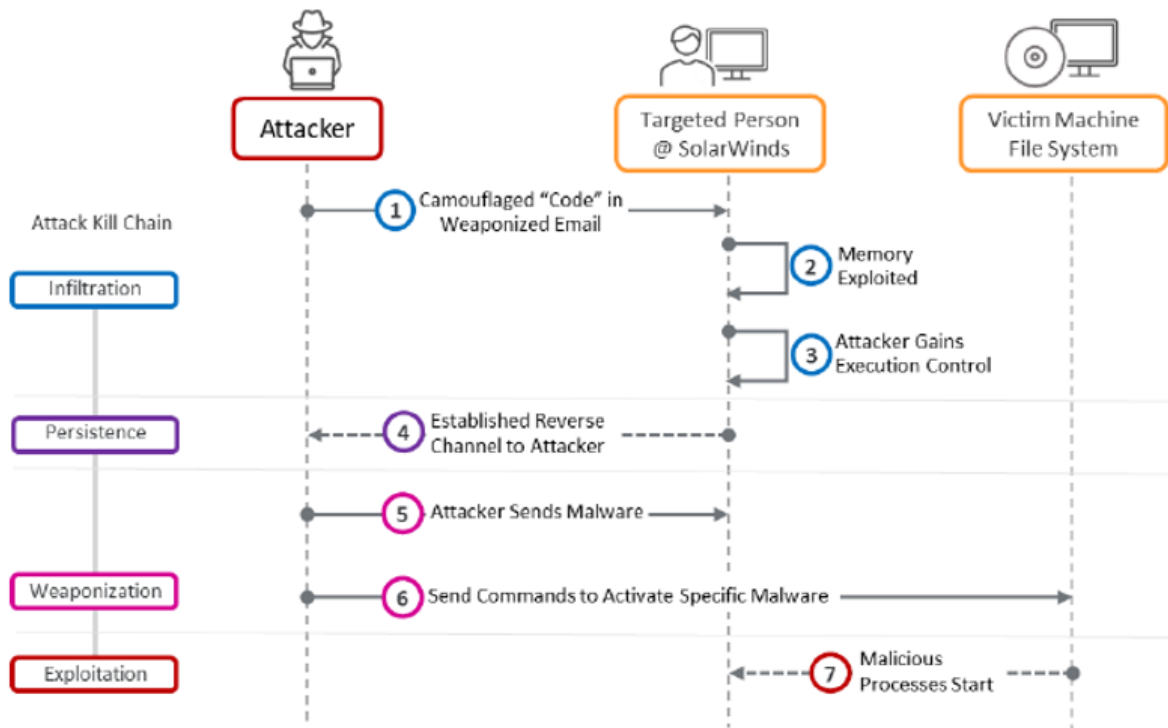 Attacker
Targeted Person
@ SolarWinds
Victim Machine
File System
Attack Kill Chain
1
Camouflaged “Code” in
Weaponized Email
2
Memory
Exploited
Infiltration
3
Attacker Gains
Execution Control
Persistence
4
Established Reverse
Channel to Attacker
5
Attacker Sends Malware
Weaponization
6
Send Commands to Activate Specific Malware
Exploitation
7
Malicious
Processes Start